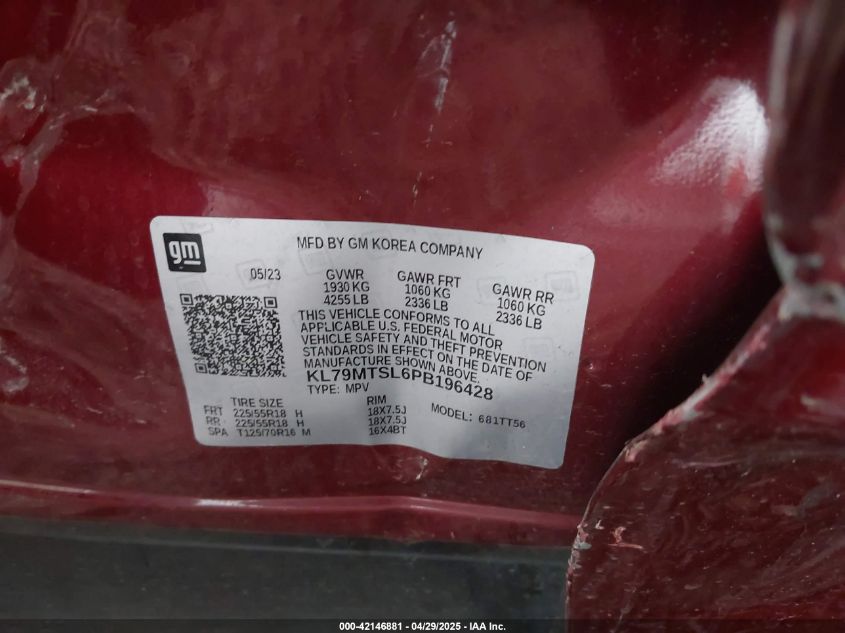 gm
MFD BY GM KOREA COMPANY
05/23
GVWR
1930 KG
4255 LB
GAWR FRT
1060 KG
2336 LB
GAWR RR
1060 KG
2336 LB
THIS VEHICLE CONFORMS TO ALL
APPLICABLE U.S. FEDERAL MOTOR
VEHICLE SAFETY AND THEFT PREVENTION
STANDARDS IN EFFECT ON THE DATE OF
MANUFACTURE SHOWN ABOVE.
KL79MTSL6PB196428
TYPE: MPV
TIRE SIZE RIM
FRT 225/55R18 H 18X7.5J
RR 225/55R18 H 18X7.5J
SPA T125/70R16 M 16X4BT
MODEL: 681TT56
000-42146881 - 04/29/2025 - IAA Inc.